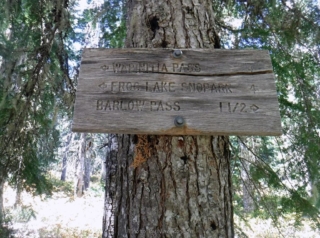 ← WAPINITIA PASS
← FROG LAKE SNOPARK
BARLOW PASS 1 1/2 →